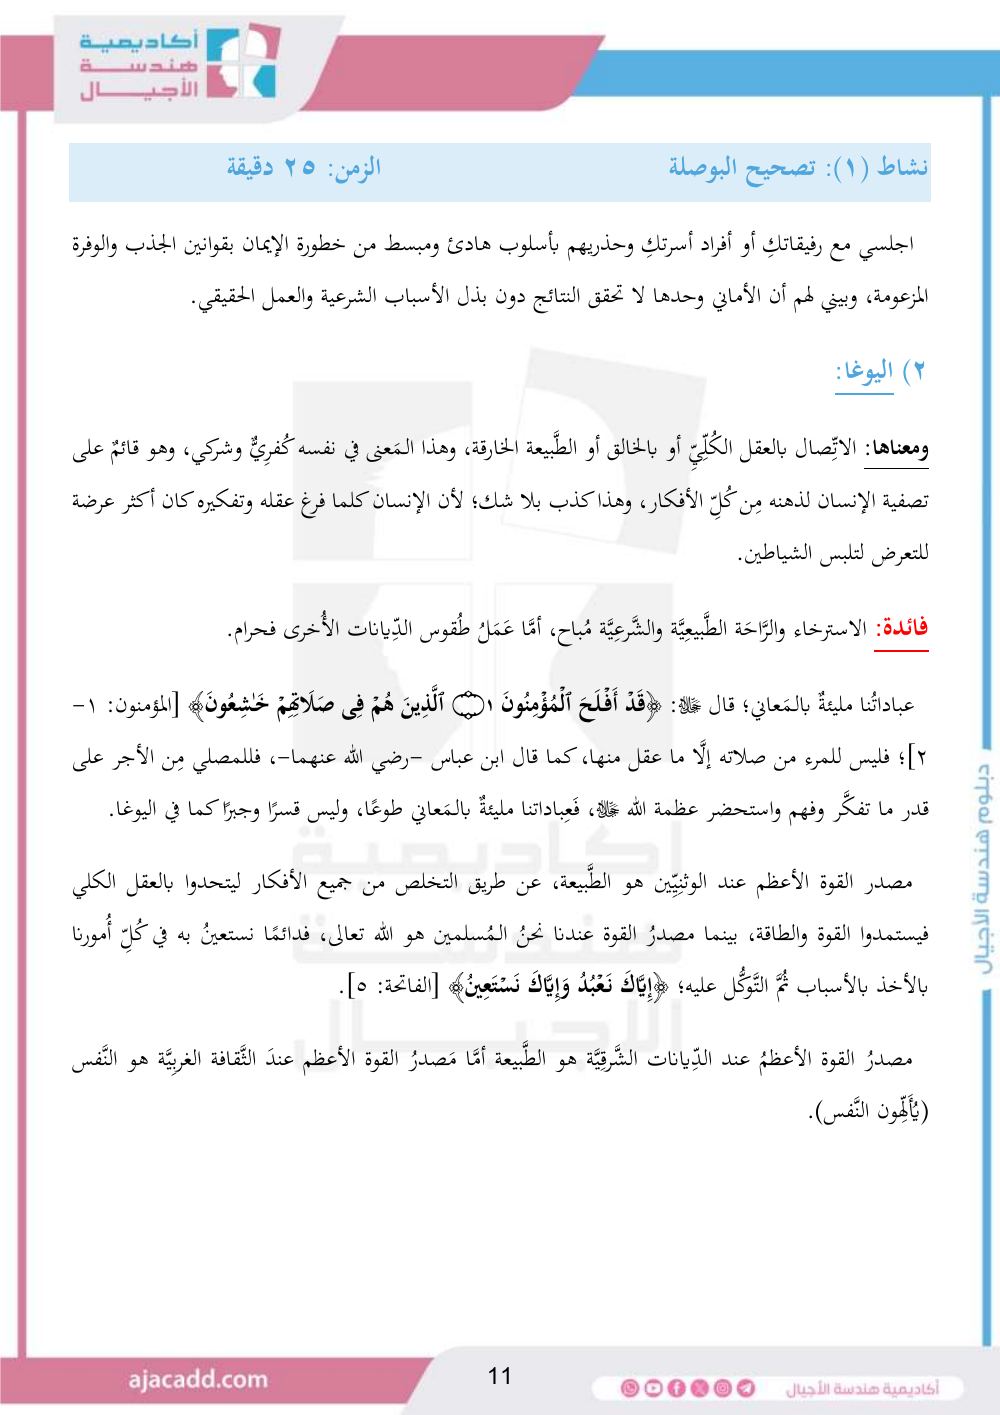 أكاديمية
هندسة
الأجيال
نشاط (١): تصحيح البوصلة الزمن: ٢٥ دقيقة
اجلسي مع رفيقاتكِ أو أفراد أسرتكِ وحذريهم بأسلوب هادئ ومبسط من خطورة الإيمان بقوانين الجذب والوفرة
المزعومة، وبيني لهم أن الأماني وحدها لا تحقق النتائج دون بذل الأسباب الشرعية والعمل الحقيقي.
٢) اليوغا:
ومعناها: الاتِّصال بالعقل الكُلِّيِّ أو بالخالق أو الطَّبيعة الخارقة، وهذا المَعنى في نفسه كُفرِيٌّ وشركي، وهو قائمٌ على
تصفية الإنسان لذهنه مِن كُلِّ الأفكار، وهذا كذب بلا شك؛ لأن الإنسان كلما فرغ عقله وتفكيره كان أكثر عرضة
للتعرض لتلبس الشياطين.
فائدة: الاسترخاء والرَّاحَة الطَّبيعِيَّة والشَّرعِيَّة مُباح، أمَّا عَمَلُ طُقوس الدِّيانات الأُخرى فحرام.
عباداتُنا مليئةٌ بالمَعاني؛ قال ﷻ: ﴿قَدْ أَفْلَحَ ٱلْمُؤْمِنُونَ ۝١ ٱلَّذِينَ هُمْ فِى صَلَاتِهِمْ خَـٰشِعُونَ﴾ [المؤمنون: ١-
٢]؛ فليس للمرء من صلاته إلَّا ما عقل منها، كما قال ابن عباس -رضي الله عنهما-، فللمصلي مِن الأجر على
قدر ما تفكَّر وفهم واستحضر عظمة الله ﷻ، فَعِباداتنا مليئةٌ بالمَعاني طوعًا، وليس قسرًا وجبرًا كما في اليوغا.
مصدر القوة الأعظم عند الوثنِيِّين هو الطَّبيعة، عن طريق التخلص من جميع الأفكار ليتحدوا بالعقل الكلي
فيستمدوا القوة والطاقة، بينما مصدرُ القوة عندنا نحنُ المُسلمين هو الله تعالى، فدائمًا نستعينُ به في كُلِّ أُمورنا
بالأخذ بالأسباب ثُمَّ التَّوكُّل عليه؛ ﴿إِيَّاكَ نَعْبُدُ وَإِيَّاكَ نَسْتَعِينُ﴾ [الفاتحة: ٥].
مصدرُ القوة الأعظمُ عند الدِّيانات الشَّرقِيَّة هو الطَّبيعة أمَّا مَصدرُ القوة الأعظم عندَ الثَّقافة الغربِيَّة هو النَّفس
(يُأَلِّهون النَّفس).
دبلوم هندسة الأجيال
أكاديمية
هندسة
الأجيال
أكاديمية هندسة الأجيال
11
ajacadd.com